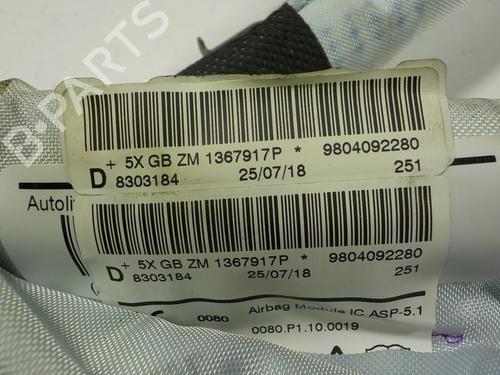 + 5X GB ZM 1367917P * 9804092280
D 8303184 25/07/18 251
B-PARTS
Autoliv
+ 5X GB ZM 1367917P * 9804092280
D 8303184 25/07/18 251
0080 Airbag Module IC ASP-5.1
0080.P1.10.0019